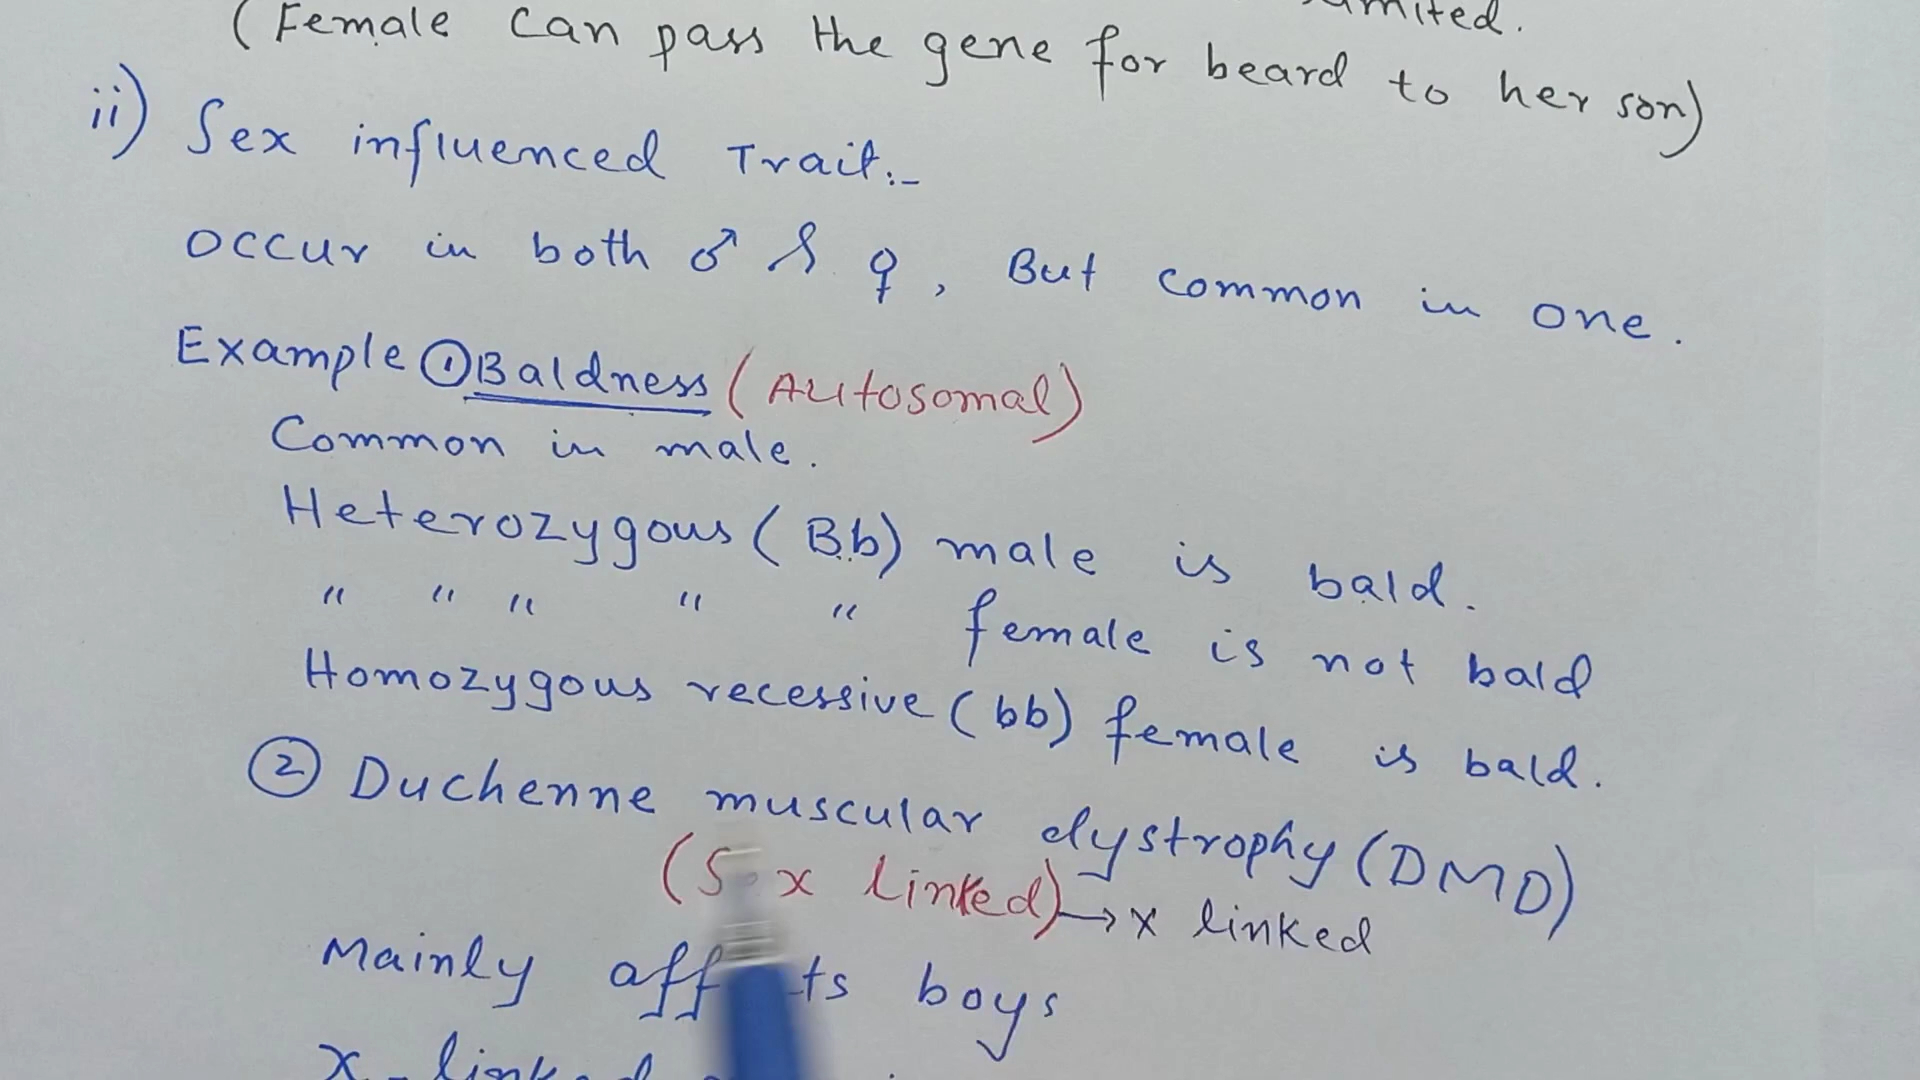 limited.
(Female can pass the gene for beard to her son)
ii) Sex influenced Trait:-
Occur in both ♂ & ♀, But common in one.
Example ① Baldness (Autosomal)
Common in male.
Heterozygous (Bb) male is bald.
" " " " " female is not bald
Homozygous recessive (bb) female is bald.
② Duchenne muscular dystrophy (DMD)
(Sex linked) → x linked
Mainly affects boys
x-linked